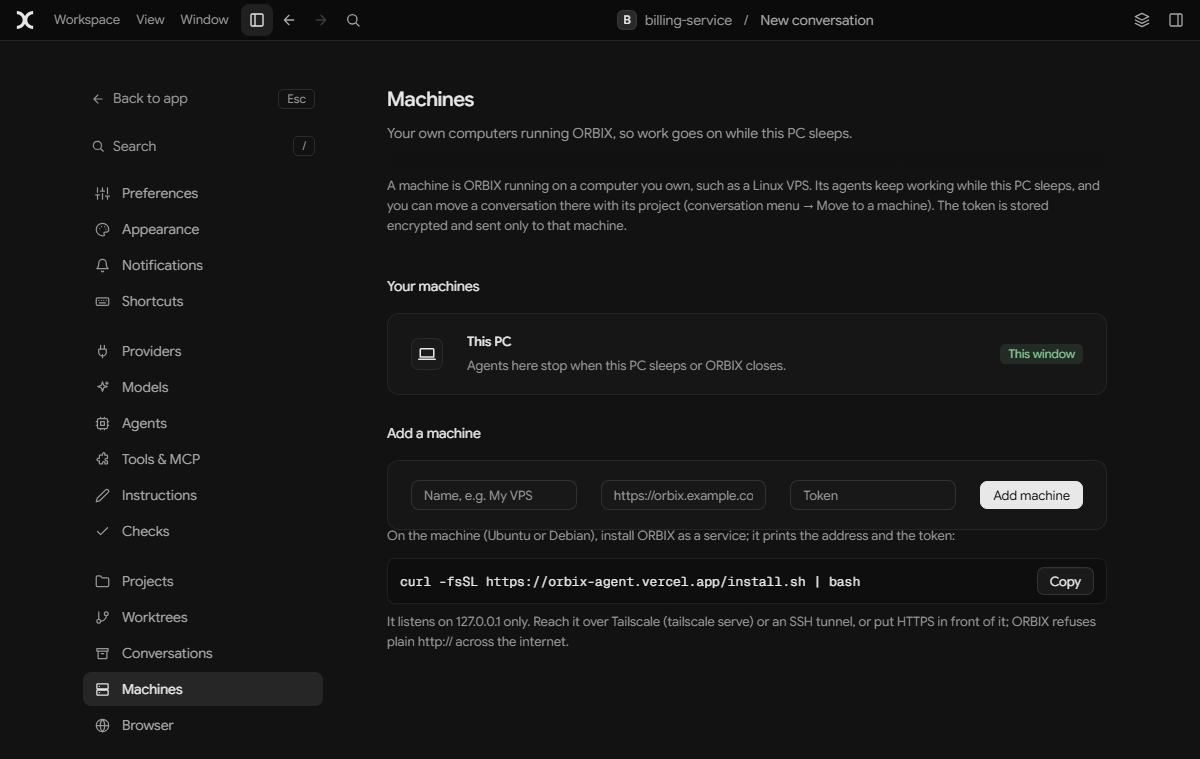 Workspace View Window
B billing-service / New conversation
Back to app Esc
Search /
Preferences
Appearance
Notifications
Shortcuts
Providers
Models
Agents
Tools & MCP
Instructions
Checks
Projects
Worktrees
Conversations
Machines
Browser
Machines
Your own computers running ORBIX, so work goes on while this PC sleeps.
A machine is ORBIX running on a computer you own, such as a Linux VPS. Its agents keep working while this PC sleeps, and
you can move a conversation there with its project (conversation menu → Move to a machine). The token is stored
encrypted and sent only to that machine.
Your machines
This PC
Agents here stop when this PC sleeps or ORBIX closes.
This window
Add a machine
Name, e.g. My VPS
https://orbix.example.co
Token
Add machine
On the machine (Ubuntu or Debian), install ORBIX as a service; it prints the address and the token:
curl -fsSL https://orbix-agent.vercel.app/install.sh | bash
Copy
It listens on 127.0.0.1 only. Reach it over Tailscale (tailscale serve) or an SSH tunnel, or put HTTPS in front of it; ORBIX refuses
plain http:// across the internet.